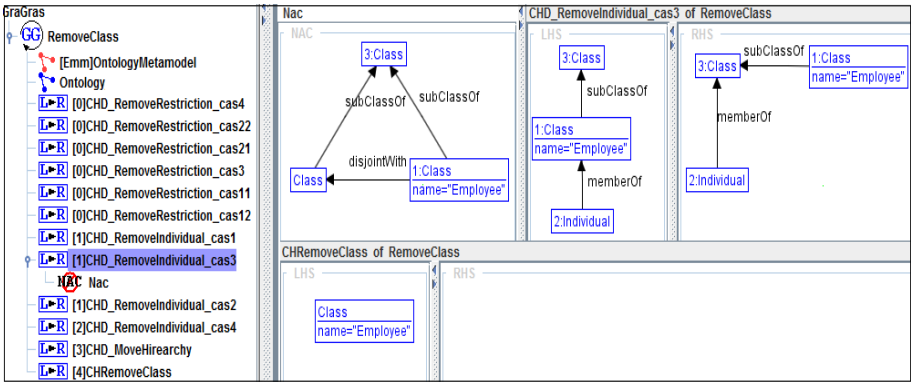 GraGras
GG RemoveClass
[Emm]OntologyMetamodel
Ontology
L▸R [0]CHD_RemoveRestriction_cas4
L▸R [0]CHD_RemoveRestriction_cas22
L▸R [0]CHD_RemoveRestriction_cas21
L▸R [0]CHD_RemoveRestriction_cas3
L▸R [0]CHD_RemoveRestriction_cas11
L▸R [0]CHD_RemoveRestriction_cas12
L▸R [1]CHD_RemoveIndividual_cas1
L▸R [1]CHD_RemoveIndividual_cas3
NAC Nac
L▸R [1]CHD_RemoveIndividual_cas2
L▸R [2]CHD_RemoveIndividual_cas4
L▸R [3]CHD_MoveHirearchy
L▸R [4]CHRemoveClass
Nac
NAC
3:Class
subClassOf
subClassOf
disjointWith
Class
1:Class
name="Employee"
CHD_RemoveIndividual_cas3 of RemoveClass
LHS
3:Class
subClassOf
1:Class
name="Employee"
memberOf
2:Individual
RHS
subClassOf
3:Class
1:Class
name="Employee"
memberOf
2:Individual
CHRemoveClass of RemoveClass
LHS
Class
name="Employee"
RHS